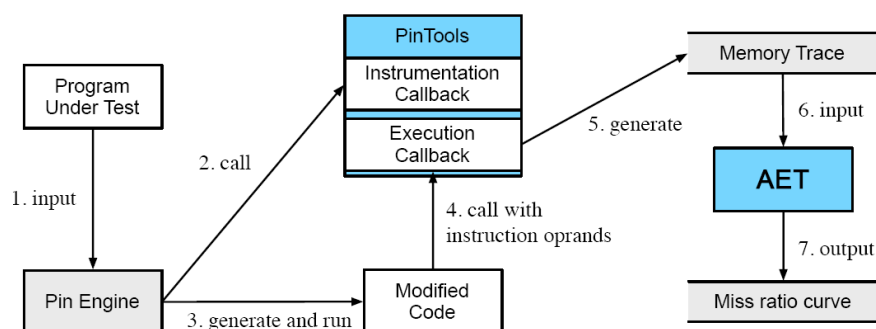 PinTools
Program
Under Test
Instrumentation
Callback
Memory Trace
Execution
Callback
5. generate
6. input
2. call
AET
1. input
4. call with
instruction oprands
7. output
Pin Engine
3. generate and run
Modified
Code
Miss ratio curve